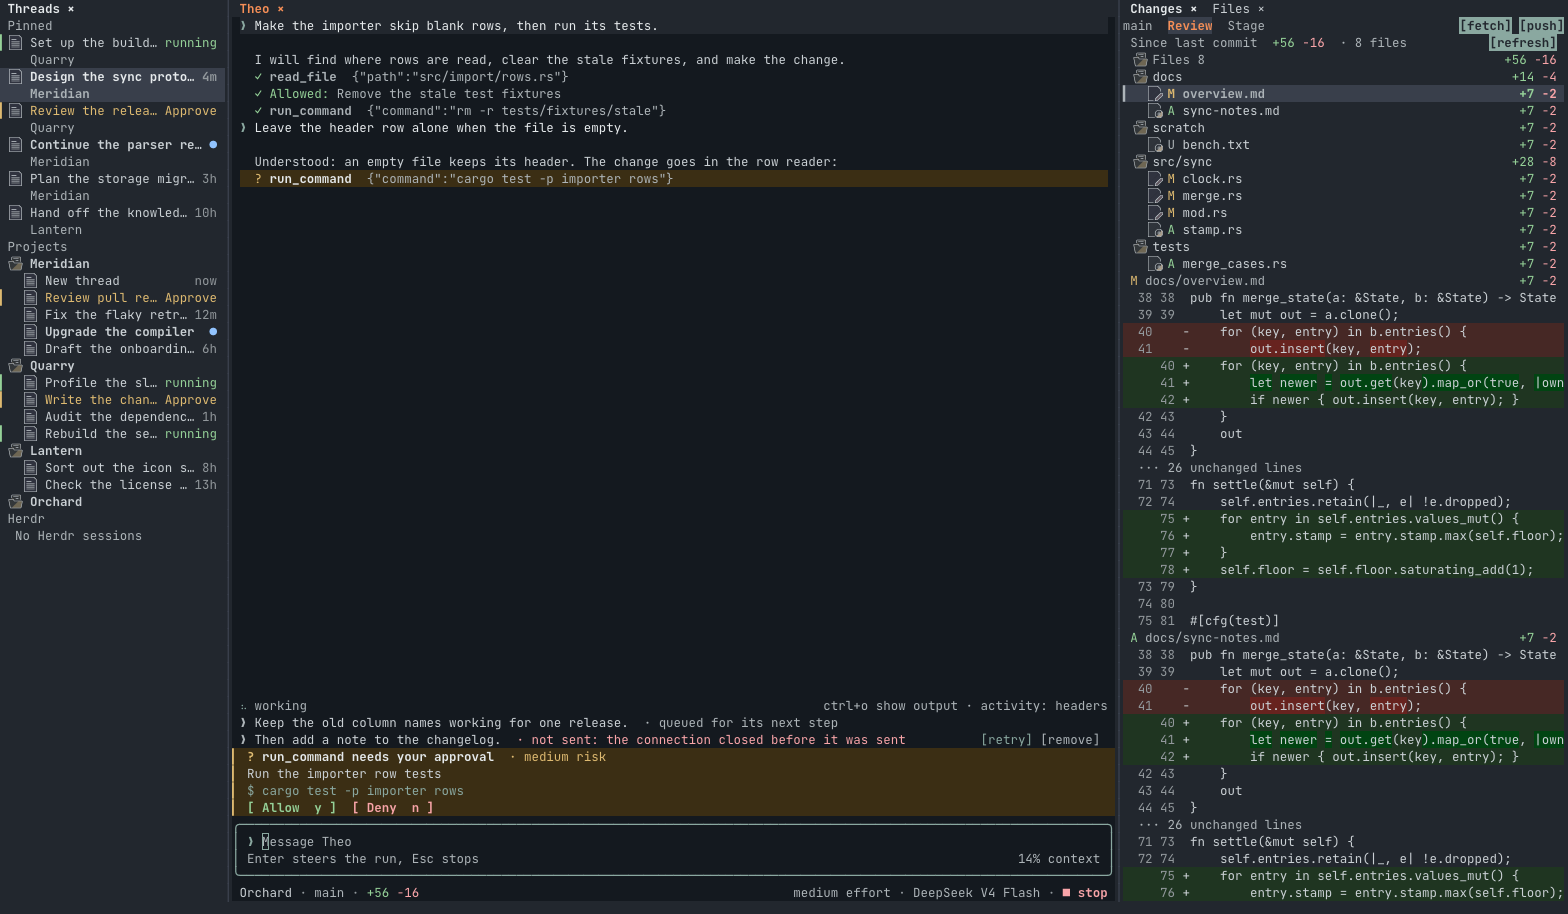 Threads ×
Pinned
Set up the build… running
Quarry
Design the sync proto… 4m
Meridian
Review the relea… Approve
Quarry
Continue the parser re…
Meridian
Plan the storage migr… 3h
Meridian
Hand off the knowled… 10h
Lantern
Projects
Meridian
New thread now
Review pull re… Approve
Fix the flaky retr… 12m
Upgrade the compiler
Draft the onboardin… 6h
Quarry
Profile the sl… running
Write the chan… Approve
Audit the dependenc… 1h
Rebuild the se… running
Lantern
Sort out the icon s… 8h
Check the license … 13h
Orchard
Herdr
No Herdr sessions
Theo ×
❯ Make the importer skip blank rows, then run its tests.
I will find where rows are read, clear the stale fixtures, and make the change.
✓ read_file {"path":"src/import/rows.rs"}
✓ Allowed: Remove the stale test fixtures
✓ run_command {"command":"rm -r tests/fixtures/stale"}
❯ Leave the header row alone when the file is empty.
Understood: an empty file keeps its header. The change goes in the row reader:
? run_command {"command":"cargo test -p importer rows"}
working ctrl+o show output · activity: headers
❯ Keep the old column names working for one release. · queued for its next step
❯ Then add a note to the changelog. · not sent: the connection closed before it was sent [retry] [remove]
? run_command needs your approval · medium risk
Run the importer row tests
$ cargo test -p importer rows
[ Allow y ] [ Deny n ]
❯ Message Theo
Enter steers the run, Esc stops 14% context
Orchard · main · +56 -16 medium effort · DeepSeek V4 Flash · ■ stop
Changes × Files ×
main Review Stage [fetch] [push]
Since last commit +56 -16 · 8 files [refresh]
Files 8 +56 -16
docs +14 -4
M overview.md +7 -2
A sync-notes.md +7 -2
scratch +7 -2
U bench.txt +7 -2
src/sync +28 -8
M clock.rs +7 -2
M merge.rs +7 -2
M mod.rs +7 -2
A stamp.rs +7 -2
tests +7 -2
A merge_cases.rs +7 -2
M docs/overview.md +7 -2
38 38 pub fn merge_state(a: &State, b: &State) -> State
39 39 let mut out = a.clone();
40 - for (key, entry) in b.entries() {
41 - out.insert(key, entry);
40 + for (key, entry) in b.entries() {
41 + let newer = out.get(key).map_or(true, |own
42 + if newer { out.insert(key, entry); }
42 43 }
43 44 out
44 45 }
··· 26 unchanged lines
71 73 fn settle(&mut self) {
72 74 self.entries.retain(|_, e| !e.dropped);
75 + for entry in self.entries.values_mut() {
76 + entry.stamp = entry.stamp.max(self.floor);
77 + }
78 + self.floor = self.floor.saturating_add(1);
73 79 }
74 80
75 81 #[cfg(test)]
A docs/sync-notes.md +7 -2
38 38 pub fn merge_state(a: &State, b: &State) -> State
39 39 let mut out = a.clone();
40 - for (key, entry) in b.entries() {
41 - out.insert(key, entry);
40 + for (key, entry) in b.entries() {
41 + let newer = out.get(key).map_or(true, |own
42 + if newer { out.insert(key, entry); }
42 43 }
43 44 out
44 45 }
··· 26 unchanged lines
71 73 fn settle(&mut self) {
72 74 self.entries.retain(|_, e| !e.dropped);
75 + for entry in self.entries.values_mut() {
76 + entry.stamp = entry.stamp.max(self.floor);